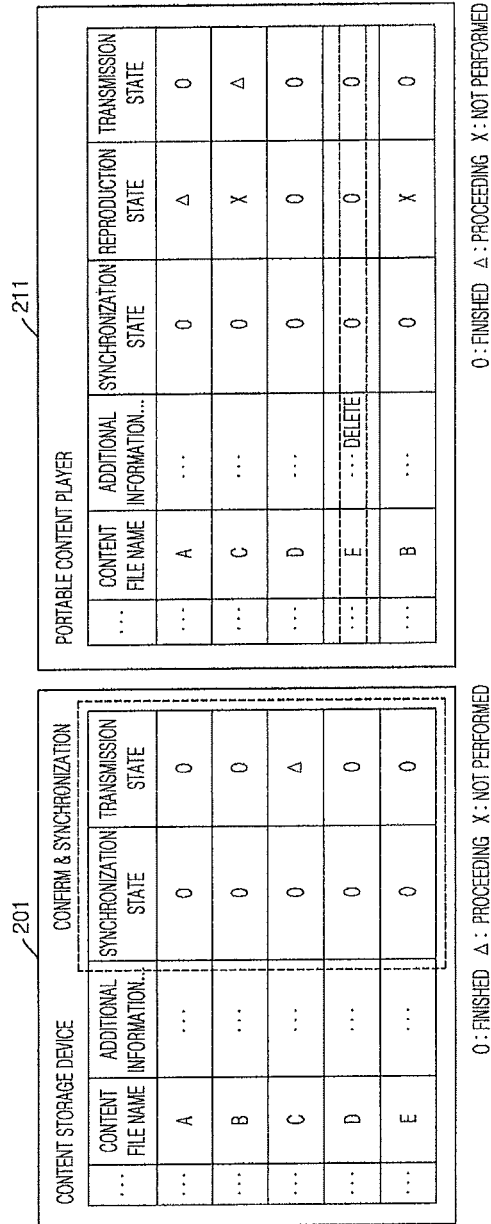 201
CONTENT STORAGE DEVICE CONFIRM & SYNCHRONIZATION
... CONTENT FILE NAME ADDITIONAL INFORMATION... SYNCHRONIZATION STATE TRANSMISSION STATE
... A ... O O
... B ... O O
... C ... O △
... D ... O O
... E ... O O
O : FINISHED △ : PROCEEDING X : NOT PERFORMED
211
PORTABLE CONTENT PLAYER
... CONTENT FILE NAME ADDITIONAL INFORMATION... SYNCHRONIZATION STATE REPRODUCTION STATE TRANSMISSION STATE
... A ... O △ O
... C ... O X △
... D ... O O O
... E ... DELETE O O O
... B ... O X O
O : FINISHED △ : PROCEEDING X : NOT PERFORMED